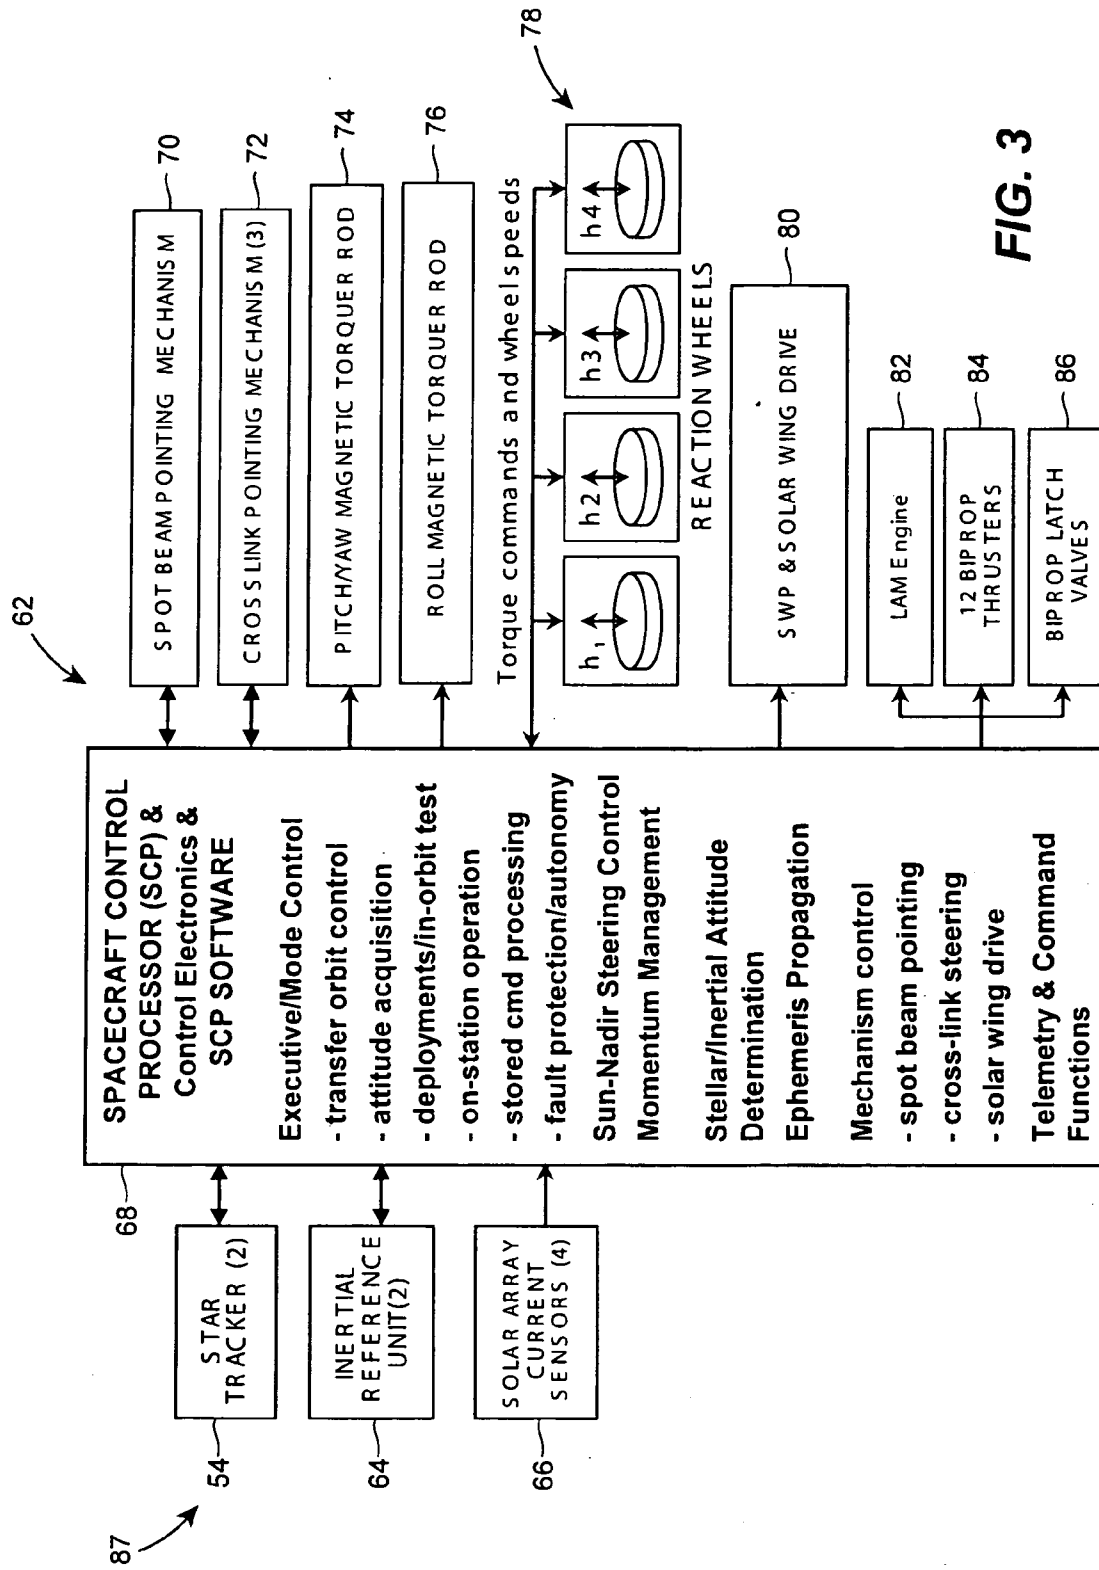 62
87
54
STAR
TRACKER (2)
64
INERTIAL
REFERENCE
UNIT(2)
66
SOLAR ARRAY
CURRENT
SENSORS (4)
68
SPACECRAFT CONTROL
PROCESSOR (SCP) &
Control Electronics &
SCP SOFTWARE
Executive/Mode Control
- transfer orbit control
- attitude acquisition
- deployments/in-orbit test
- on-station operation
- stored cmd processing
- fault protection/autonomy
Sun-Nadir Steering Control
Momentum Management
Stellar/Inertial Attitude
Determination
Ephemeris Propagation
Mechanism control
- spot beam pointing
- cross-link steering
- solar wing drive
Telemetry & Command
Functions
SPOT BEAM POINTING MECHANISM
70
CROSS LINK POINTING MECHANISM (3)
72
PITCH/YAW MAGNETIC TORQUER ROD
74
ROLL MAGNETIC TORQUER ROD
76
Torque commands and wheel speeds
78
h1
h2
h3
h4
REACTION WHEELS
SWP & SOLAR WING DRIVE
80
LAM Engine
82
12 BIPROP
THRUSTERS
84
BIPROP LATCH
VALVES
86
FIG. 3